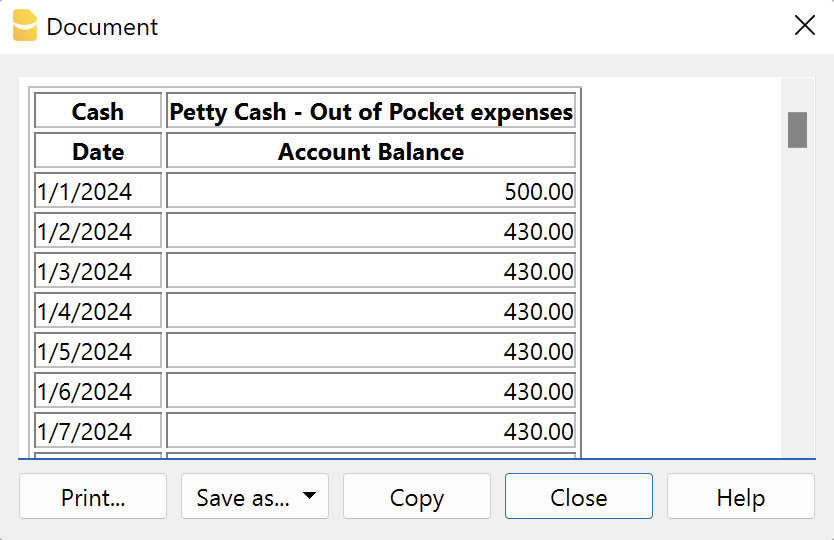 Document
Cash Petty Cash - Out of Pocket expenses
Date Account Balance
1/1/2024 500.00
1/2/2024 430.00
1/3/2024 430.00
1/4/2024 430.00
1/5/2024 430.00
1/6/2024 430.00
1/7/2024 430.00
Print... Save as... Copy Close Help